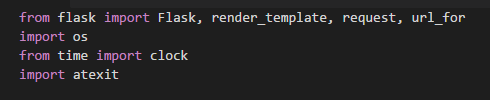 from flask import Flask, render_template, request, url_for
import os
from time import clock
import atexit